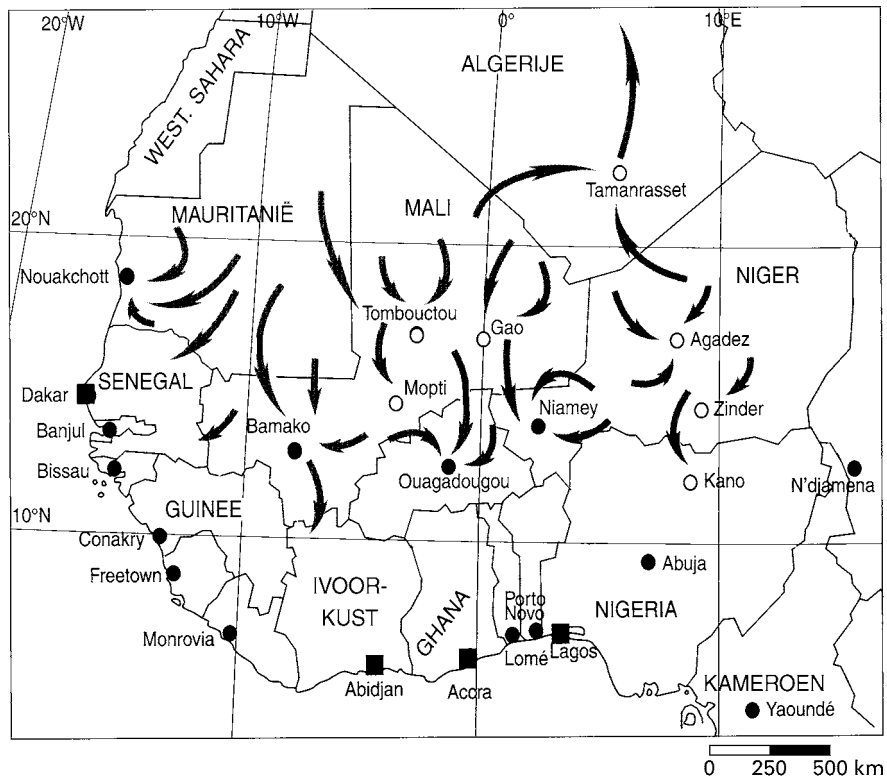 20°W
10°W
0°
10°E
ALGERIJE
WEST. SAHARA
Tamanrasset
MAURITANIË
MALI
20°N
Nouakchott
NIGER
Tombouctou
Gao
Agadez
SENEGAL
Dakar
Mopti
Niamey
Zinder
Banjul
Bamako
Bissau
Ouagadougou
Kano
N'djamena
GUINEE
10°N
Conakry
Freetown
Abuja
IVOOR-
KUST
GHANA
Porto
Novo
NIGERIA
Monrovia
Lomé
Lagos
Abidjan
Accra
KAMEROEN
Yaoundé
0 250 500 km